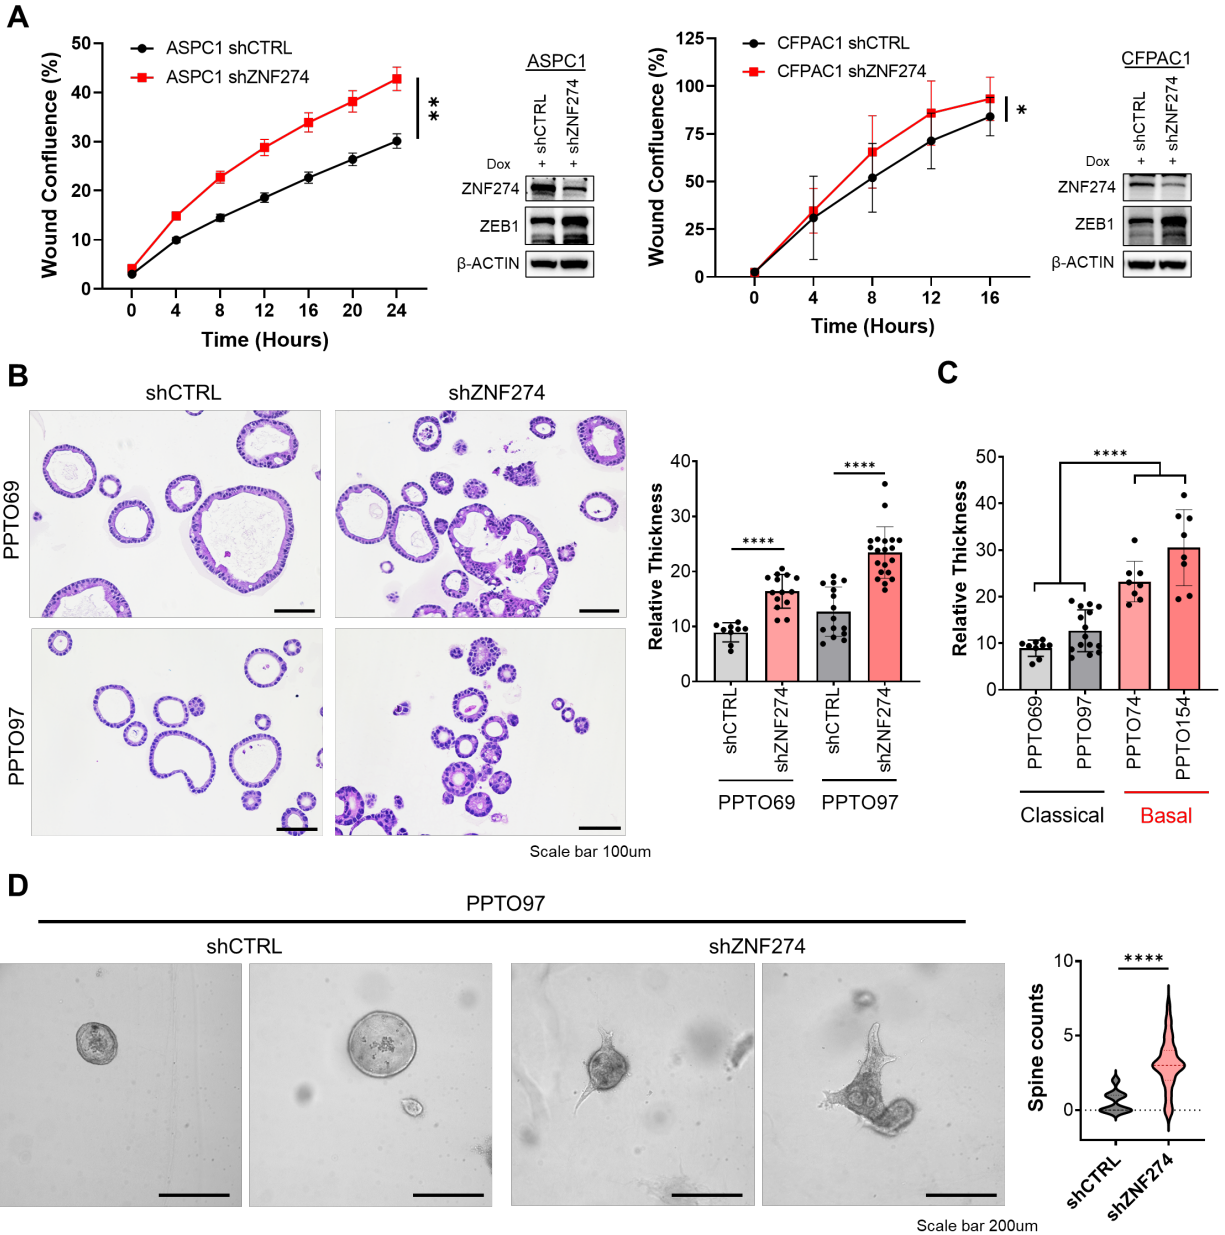 A
ASPC1 shCTRL
ASPC1 shZNF274
Wound Confluence (%)
50
40
30
20
10
0
0 4 8 12 16 20 24
Time (Hours)
**
ASPC1
Dox + shCTRL + shZNF274
ZNF274
ZEB1
β-ACTIN
CFPAC1 shCTRL
CFPAC1 shZNF274
Wound Confluence (%)
125
100
75
50
25
0
0 4 8 12 16
Time (Hours)
*
CFPAC1
Dox + shCTRL + shZNF274
ZNF274
ZEB1
β-ACTIN
B
shCTRL shZNF274
PPTO69
PPTO97
Scale bar 100um
Relative Thickness
40
30
20
10
0
**** ****
shCTRL shZNF274 shCTRL shZNF274
PPTO69 PPTO97
C
Relative Thickness
50
40
30
20
10
0
****
PPTO69 PPTO97 PPTO74 PPTO154
Classical Basal
D
PPTO97
shCTRL shZNF274
Scale bar 200um
Spine counts
10
5
0
****
shCTRL shZNF274